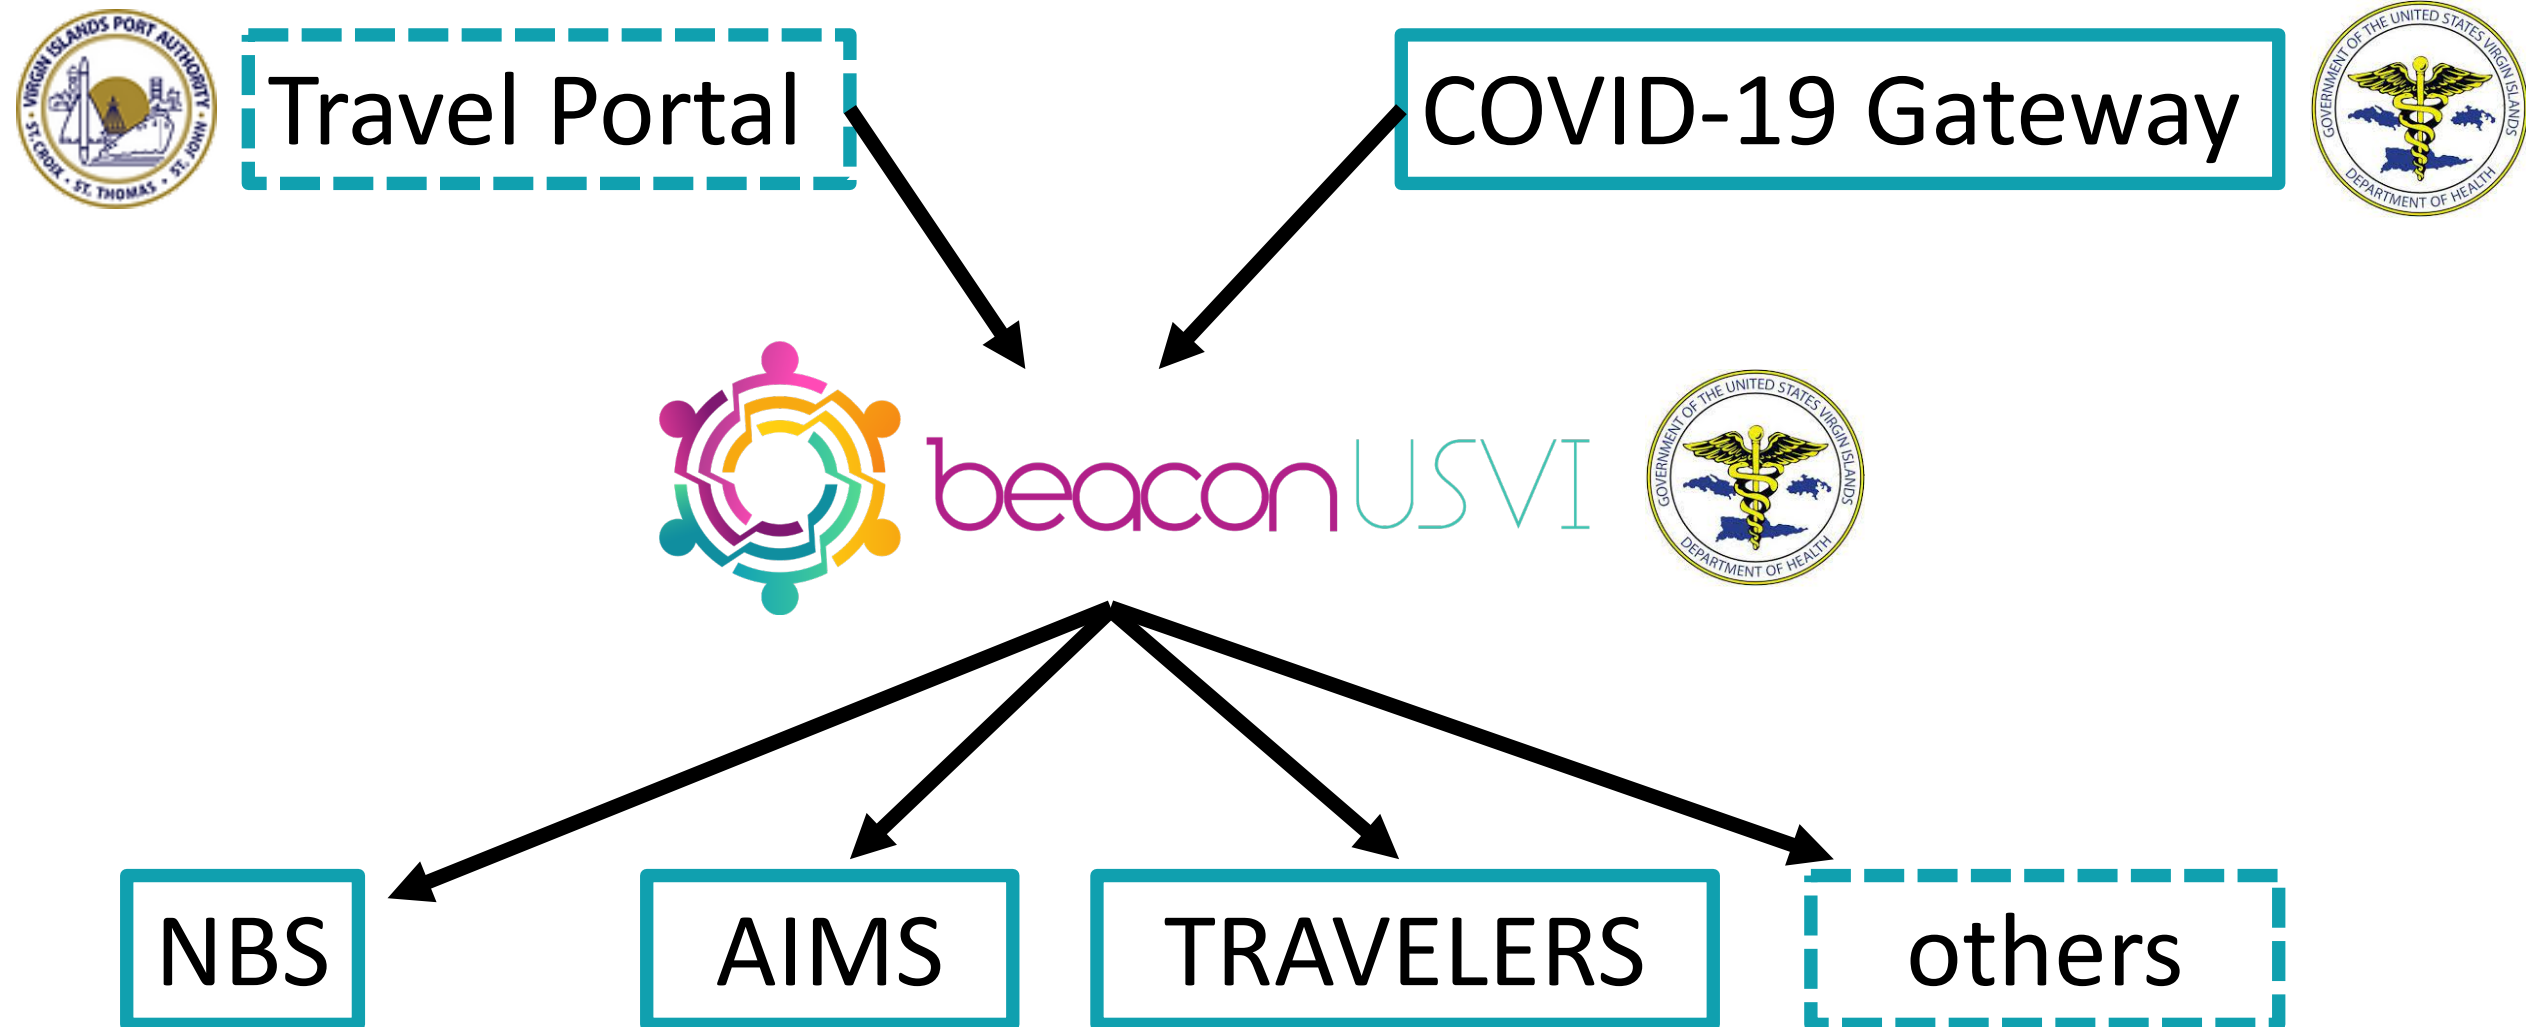 VIRGIN ISLANDS PORT AUTHORITY
• ST. CROIX • ST. THOMAS • ST. JOHN •
Travel Portal
COVID-19 Gateway
GOVERNMENT OF THE UNITED STATES VIRGIN ISLANDS
DEPARTMENT OF HEALTH
beacon USVI
GOVERNMENT OF THE UNITED STATES VIRGIN ISLANDS
DEPARTMENT OF HEALTH
NBS
AIMS
TRAVELERS
others